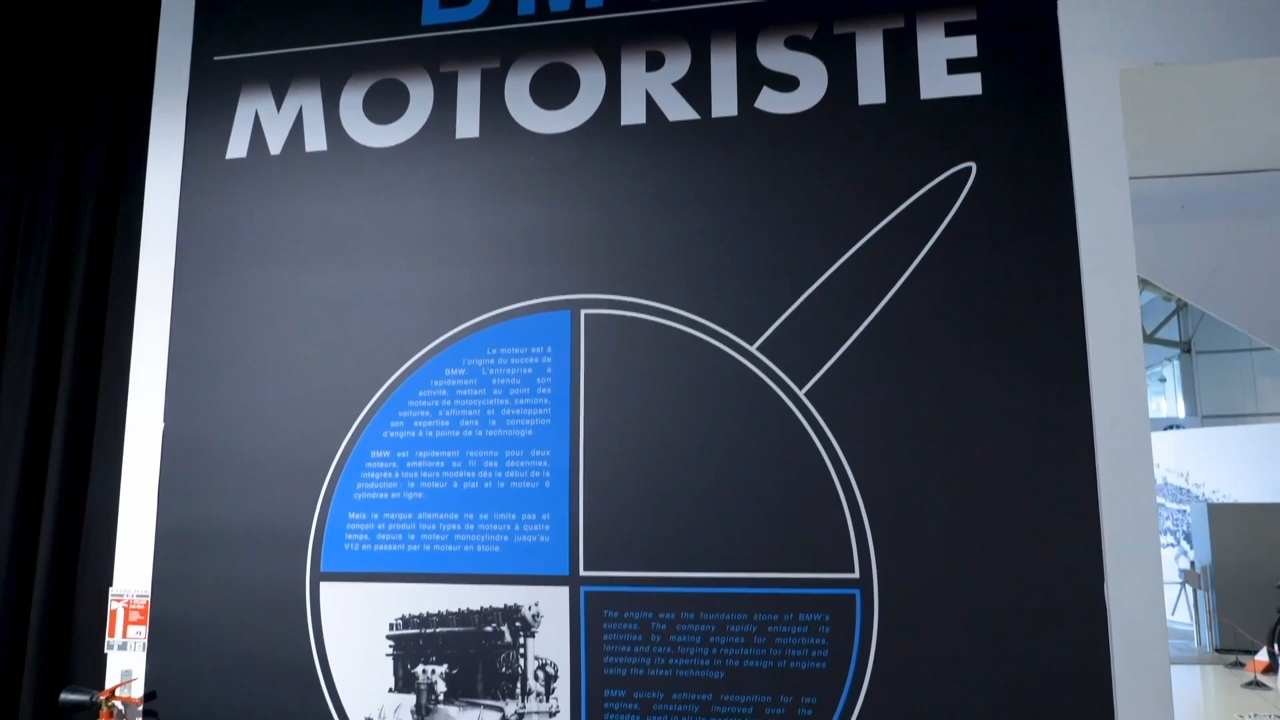 BMW
MOTORISTE
Le moteur est à
l'origine du succès de
BMW. L'entreprise a
rapidement étendu son
activité, mettant au point des
moteurs de motocyclettes, camions,
voitures, s'affirmant et développant
son expertise dans la conception
d'engins à la pointe de la technologie.
BMW est rapidement reconnu pour deux
moteurs, améliorés au fil des décennies,
intégrés à tous leurs modèles dès le début de la
production : le moteur à plat et le moteur 6
cylindres en ligne.
Mais la marque allemande ne se limite pas et
conçoit et produit tous types de moteurs à quatre
temps, depuis le moteur monocylindre jusqu'au
V12 en passant par le moteur en étoile.
The engine was the foundation stone of BMW's
success. The company rapidly enlarged its
activities by making engines for motorbikes,
lorries and cars, forging a reputation for itself and
developing its expertise in the design of engines
using the latest technology.
BMW quickly achieved recognition for two
engines, constantly improved over the
decades, used in all its models